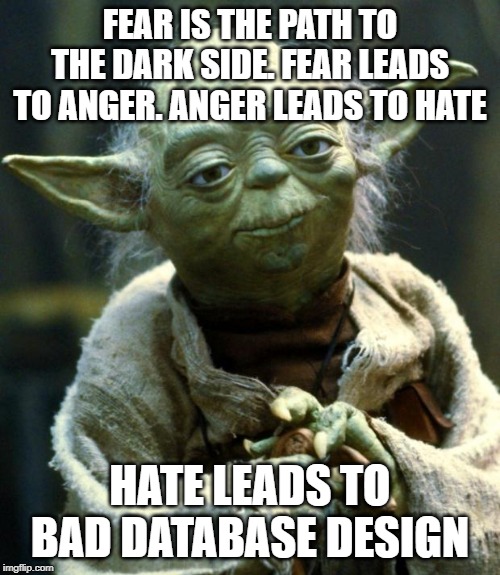 FEAR IS THE PATH TO
THE DARK SIDE. FEAR LEADS
TO ANGER. ANGER LEADS TO HATE
HATE LEADS TO
BAD DATABASE DESIGN
imgflip.com